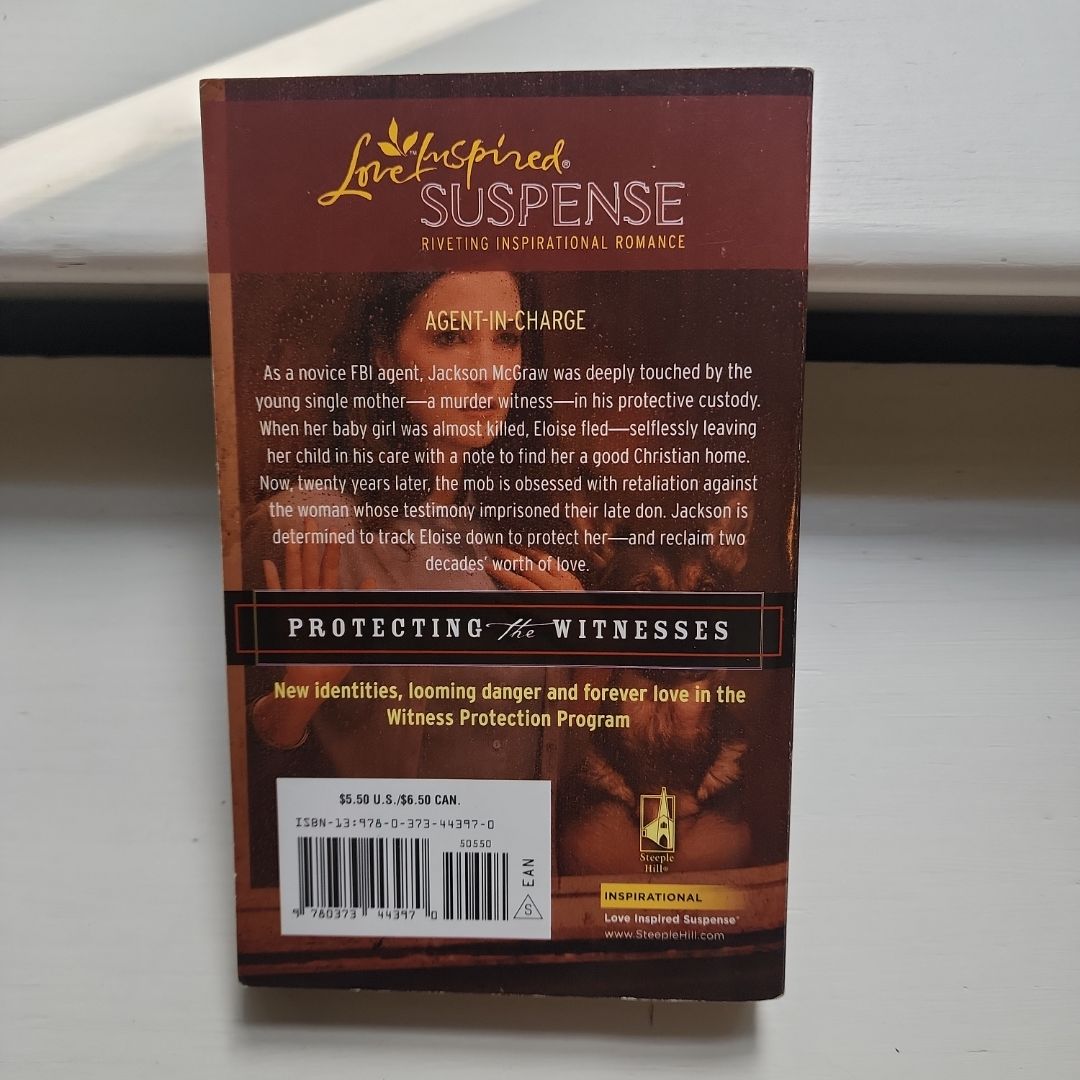 Love Inspired®
SUSPENSE
RIVETING INSPIRATIONAL ROMANCE
AGENT-IN-CHARGE
As a novice FBI agent, Jackson McGraw was deeply touched by the
young single mother—a murder witness—in his protective custody.
When her baby girl was almost killed, Eloise fled—selflessly leaving
her child in his care with a note to find her a good Christian home.
Now, twenty years later, the mob is obsessed with retaliation against
the woman whose testimony imprisoned their late don. Jackson is
determined to track Eloise down to protect her—and reclaim two
decades’ worth of love.
PROTECTING the WITNESSES
New identities, looming danger and forever love in the
Witness Protection Program
$5.50 U.S./$6.50 CAN.
ISBN-13:978-0-373-44397-0
50550
9 780373 44397 0
S EAN
Steeple
Hill®
INSPIRATIONAL
Love Inspired Suspense®
www.SteepleHill.com